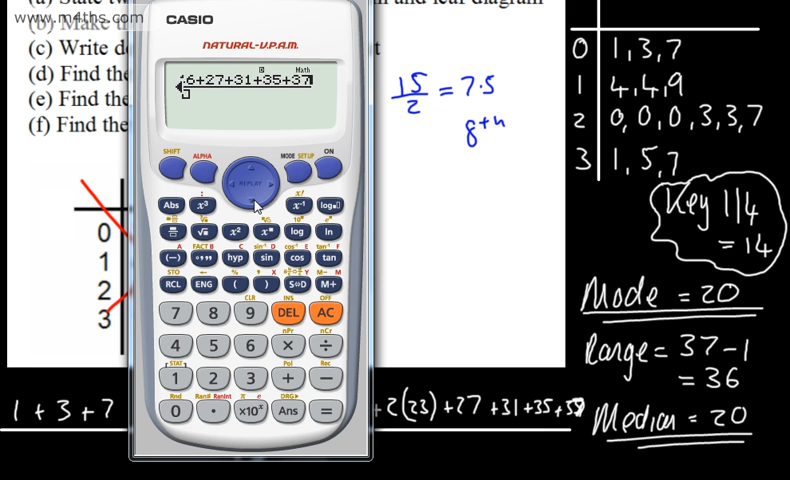 (a) State tw
n and leaf diagram
www.m4ths.com
(b) Make th
(c) Write de
t
(d) Find the
(e) Find the
(f) Find the
0
1
2
3
CASIO
NATURAL-V.P.A.M.
Math
6+27+31+35+37
SHIFT ALPHA REPLAY MODE SETUP ON
Abs x³ x⁻¹ log
x² log ln
(−) hyp sin cos tan
RCL ENG ( ) S⇔D M+
7 8 9 DEL AC
4 5 6 × ÷
1 2 3 + −
0 . ×10ˣ Ans =
15/2 = 7.5
8th
0 | 1, 3, 7
1 | 4, 4, 9
2 | 0, 0, 0, 3, 3, 7
3 | 1, 5, 7
Key 1|4
= 14
Mode = 20
Range = 37 - 1
= 36
Median = 20
1 + 3 + 7
+ 2(23) + 27 + 31 + 35 + 37